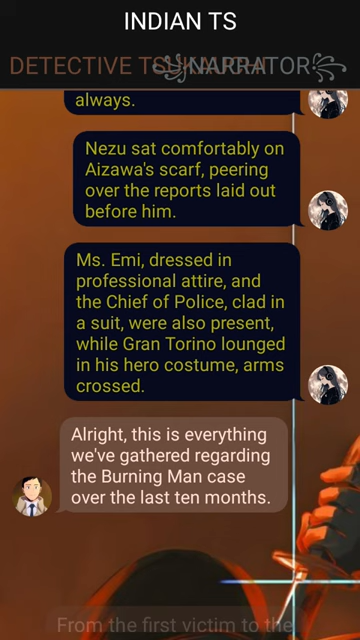 INDIAN TS
DETECTIVE TSUKAUCHI
NARRATOR
always.
Nezu sat comfortably on
Aizawa's scarf, peering
over the reports laid out
before him.
Ms. Emi, dressed in
professional attire, and
the Chief of Police, clad in
a suit, were also present,
while Gran Torino lounged
in his hero costume, arms
crossed.
Alright, this is everything
we've gathered regarding
the Burning Man case
over the last ten months.
From the first victim to the